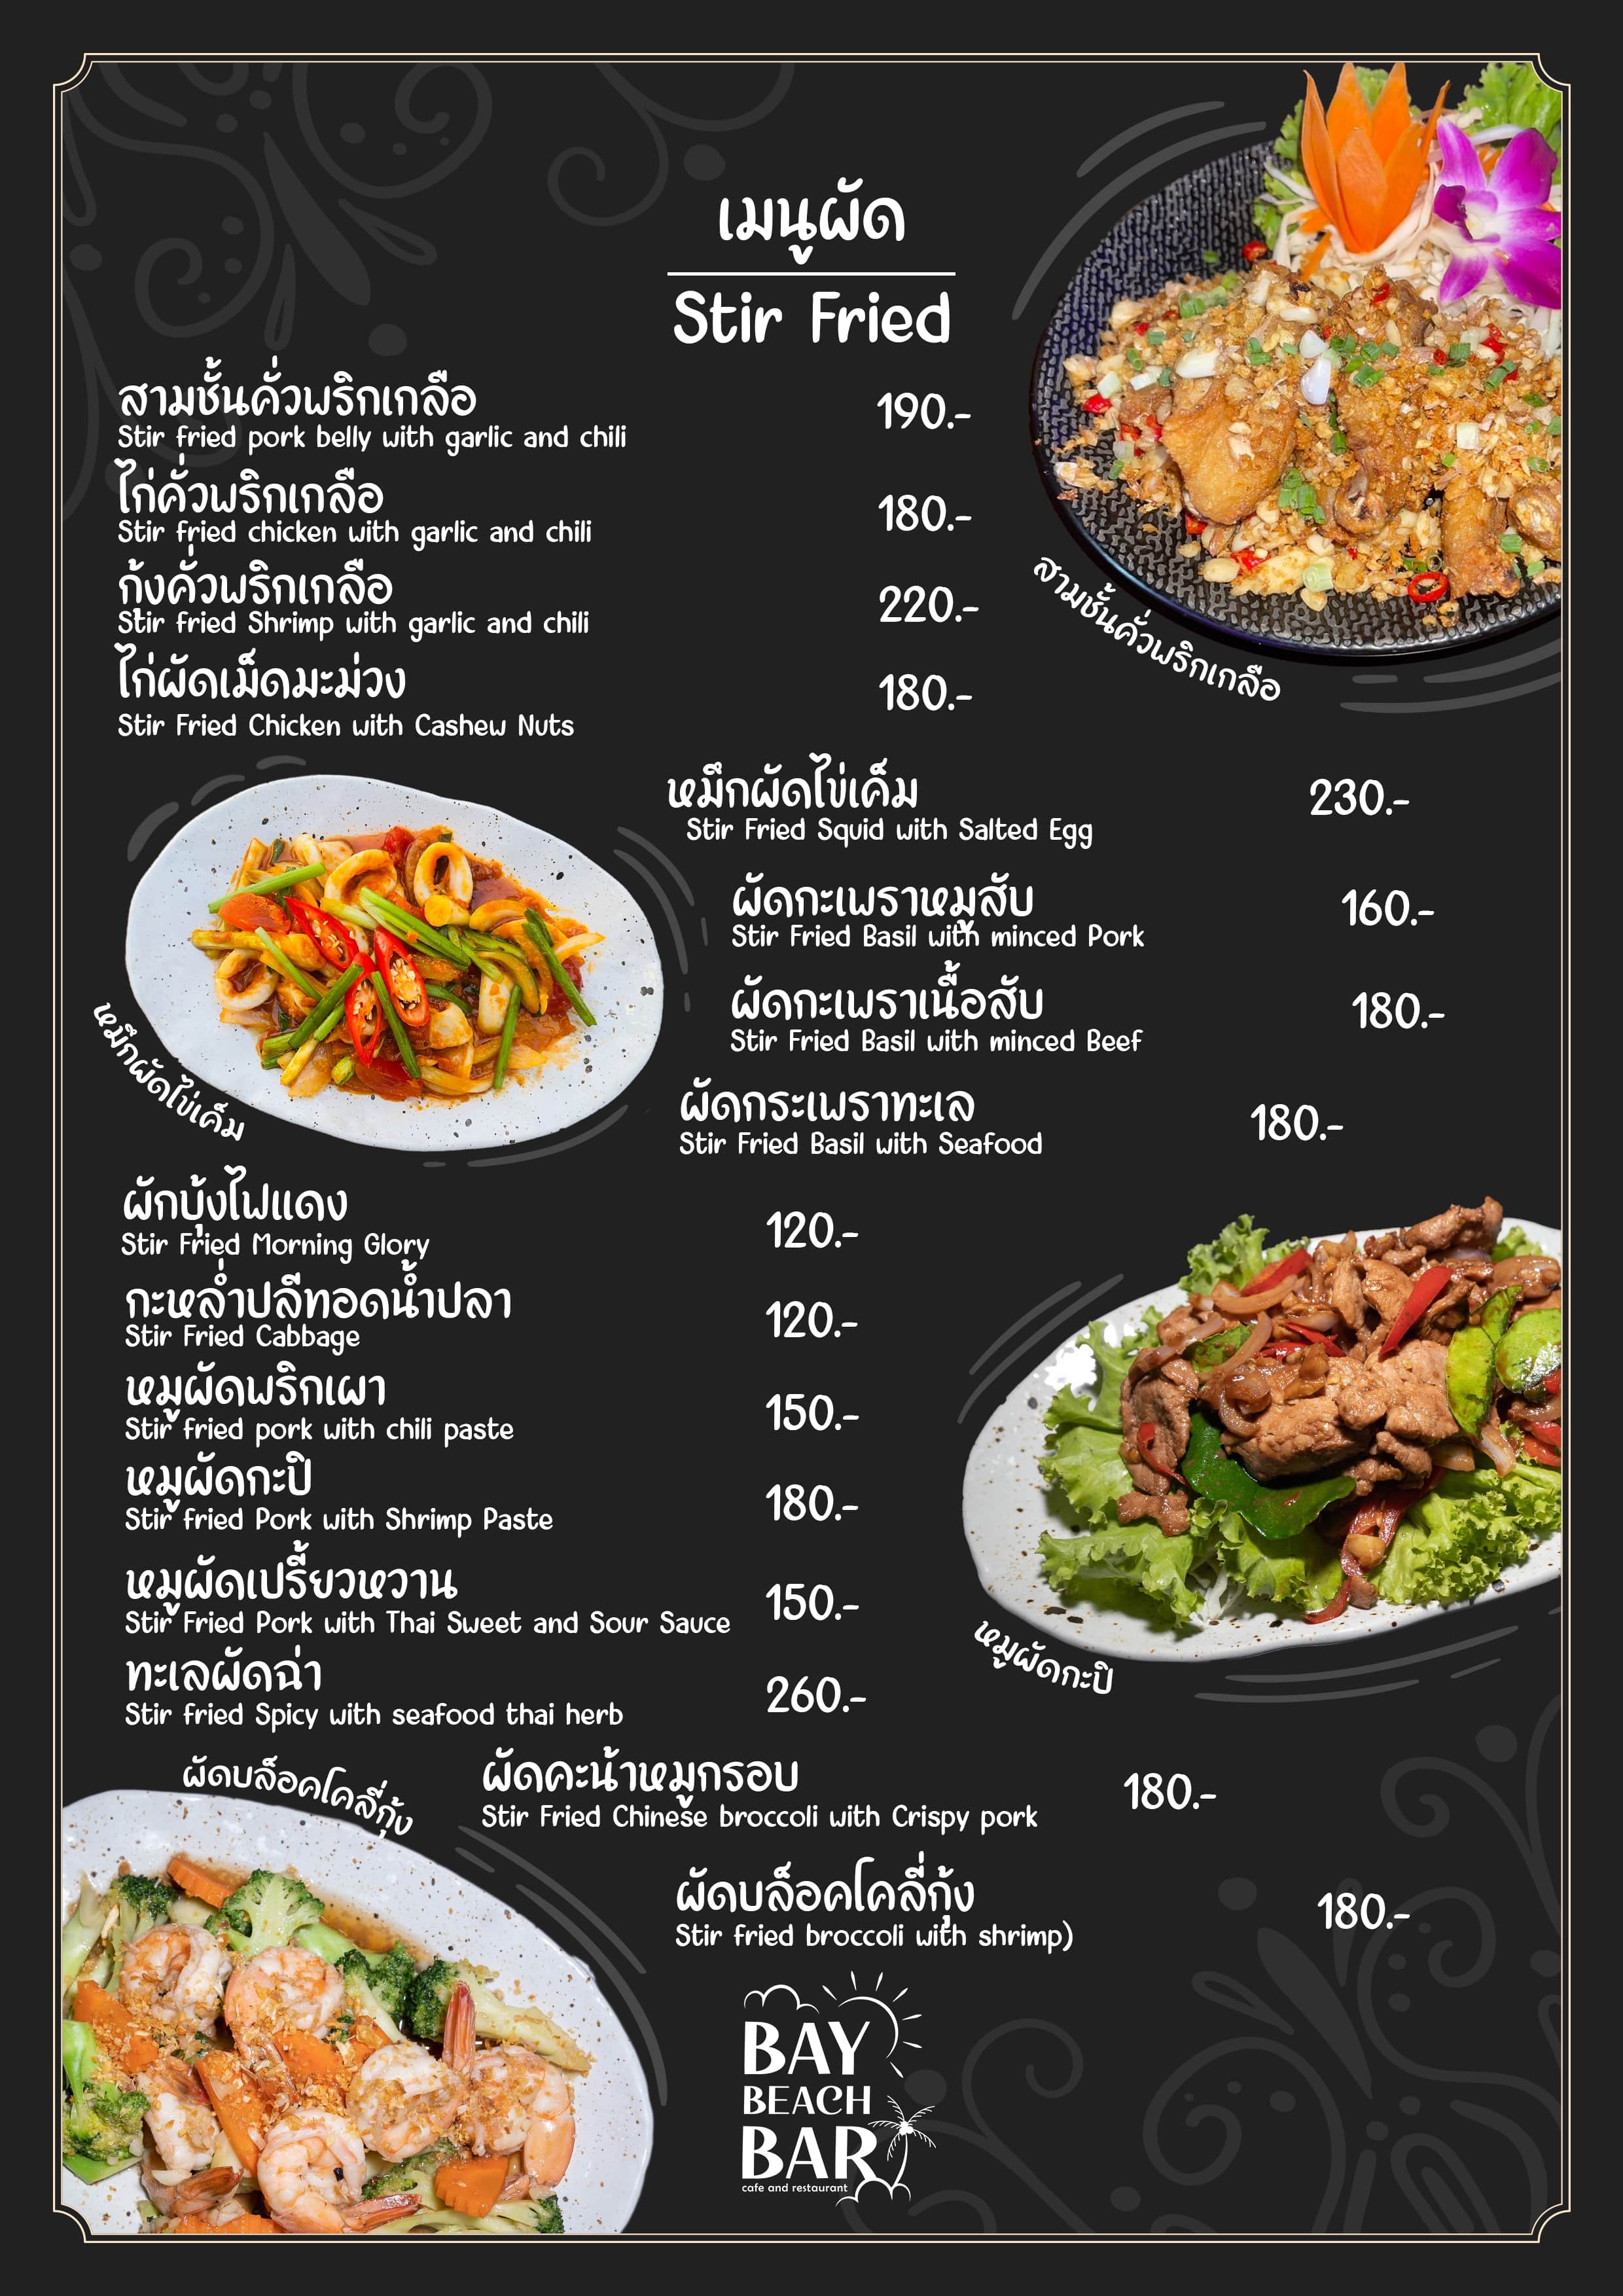 เมนูผัด
Stir Fried
สามชั้นคั่วพริกเกลือ
Stir fried pork belly with garlic and chili
190.-
ไก่คั่วพริกเกลือ
Stir fried chicken with garlic and chili
180.-
กุ้งคั่วพริกเกลือ
Stir fried Shrimp with garlic and chili
220.-
ไก่ผัดเม็ดมะม่วง
Stir Fried Chicken with Cashew Nuts
180.-
สามชั้นคั่วพริกเกลือ
หมึกผัดไข่เค็ม
Stir Fried Squid with Salted Egg
230.-
ผัดกะเพราหมูสับ
Stir Fried Basil with minced Pork
160.-
ผัดกะเพราเนื้อสับ
Stir Fried Basil with minced Beef
180.-
ผัดกระเพราทะเล
Stir Fried Basil with Seafood
180.-
หมึกผัดไข่เค็ม
ผักบุ้งไฟแดง
Stir Fried Morning Glory
120.-
กะหล่ำปลีทอดน้ำปลา
Stir Fried Cabbage
120.-
หมูผัดพริกเผา
Stir fried pork with chili paste
150.-
หมูผัดกะปิ
Stir fried Pork with Shrimp Paste
180.-
หมูผัดเปรี้ยวหวาน
Stir Fried Pork with Thai Sweet and Sour Sauce
150.-
ทะเลผัดฉ่า
Stir fried Spicy with seafood thai herb
260.-
หมูผัดกะปิ
ผัดคะน้าหมูกรอบ
Stir Fried Chinese broccoli with Crispy pork
180.-
ผัดบล็อคโคลี่กุ้ง
ผัดบล็อคโคลี่กุ้ง
Stir fried broccoli with shrimp)
180.-
BAY
BEACH
BAR
cafe and restaurant